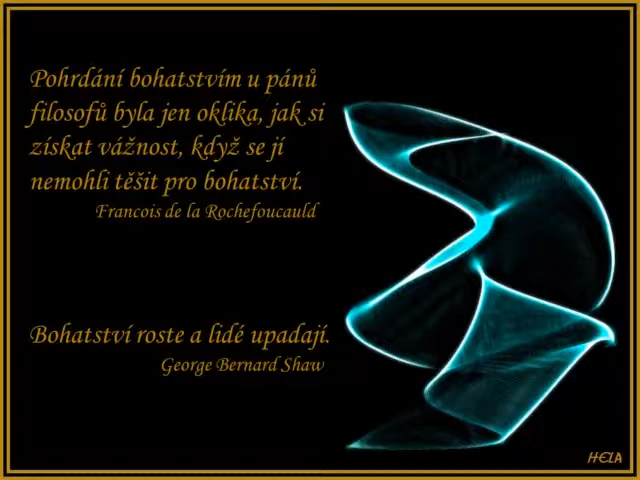 Pohrdání bohatstvím u pánů
filosofů byla jen oklika, jak si
získat vážnost, když se jí
nemohli těšit pro bohatství.
Francois de la Rochefoucauld
Bohatství roste a lidé upadají.
George Bernard Shaw
HELA